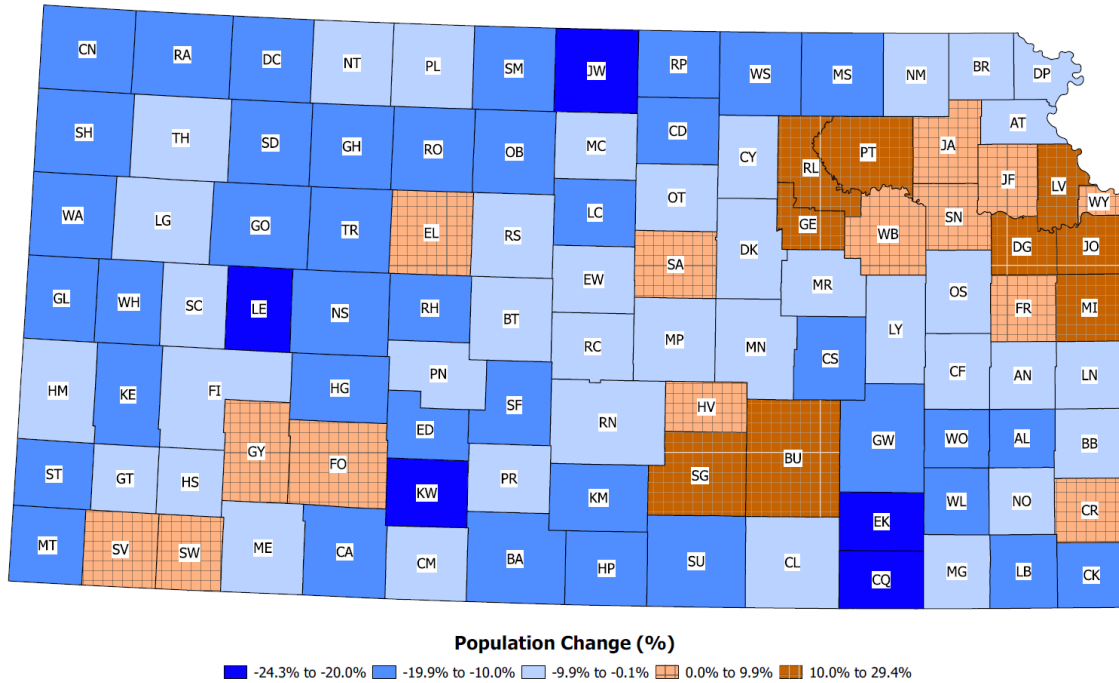 CN RA DC NT PL SM JW RP WS MS NM BR DP
SH TH SD GH RO OB MC CD CY RL PT JA AT
WA LG GO TR EL RS LC OT DK GE WB SN JF LV WY
GL WH SC LE NS RH BT EW SA MR LY OS DG JO
HM KE FI HG PN ED SF RC MP MN CS CF FR MI
ST GT HS GY FO KW PR RN HV GW AN LN
MT SV SW ME CA CM BA KM SG BU WO AL BB
HP SU CL EK WL NO CR
CQ MG LB CK
Population Change (%)
-24.3% to -20.0% -19.9% to -10.0% -9.9% to -0.1% 0.0% to 9.9% 10.0% to 29.4%